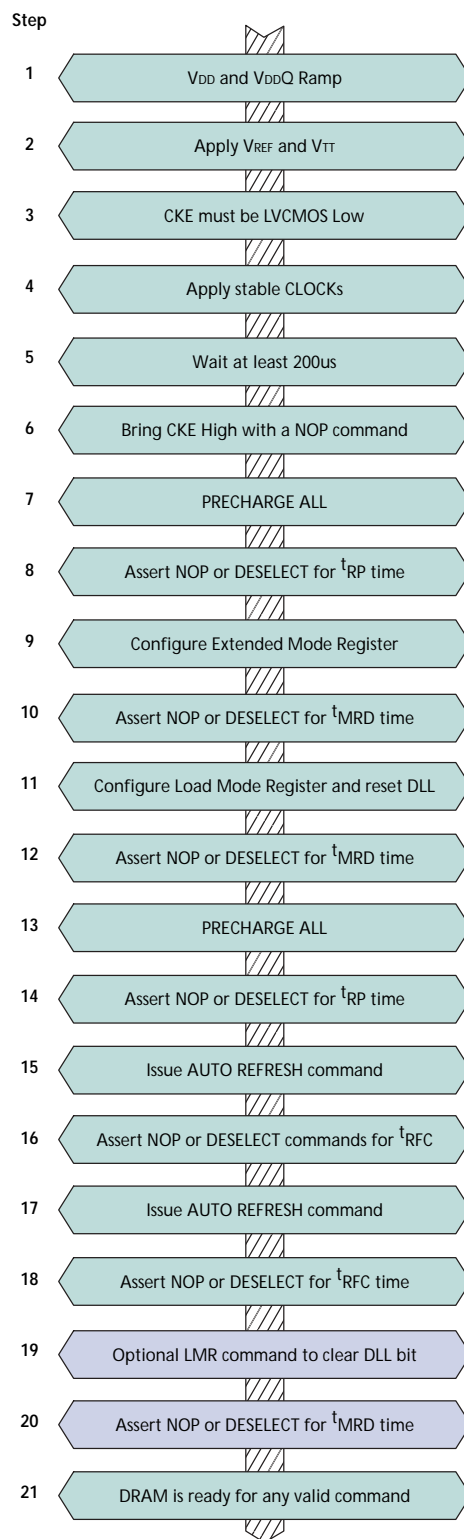 Step
1 VDD and VDDQ Ramp
2 Apply VREF and VTT
3 CKE must be LVCMOS Low
4 Apply stable CLOCKs
5 Wait at least 200us
6 Bring CKE High with a NOP command
7 PRECHARGE ALL
8 Assert NOP or DESELECT for tRP time
9 Configure Extended Mode Register
10 Assert NOP or DESELECT for tMRD time
11 Configure Load Mode Register and reset DLL
12 Assert NOP or DESELECT for tMRD time
13 PRECHARGE ALL
14 Assert NOP or DESELECT for tRP time
15 Issue AUTO REFRESH command
16 Assert NOP or DESELECT commands for tRFC
17 Issue AUTO REFRESH command
18 Assert NOP or DESELECT for tRFC time
19 Optional LMR command to clear DLL bit
20 Assert NOP or DESELECT for tMRD time
21 DRAM is ready for any valid command